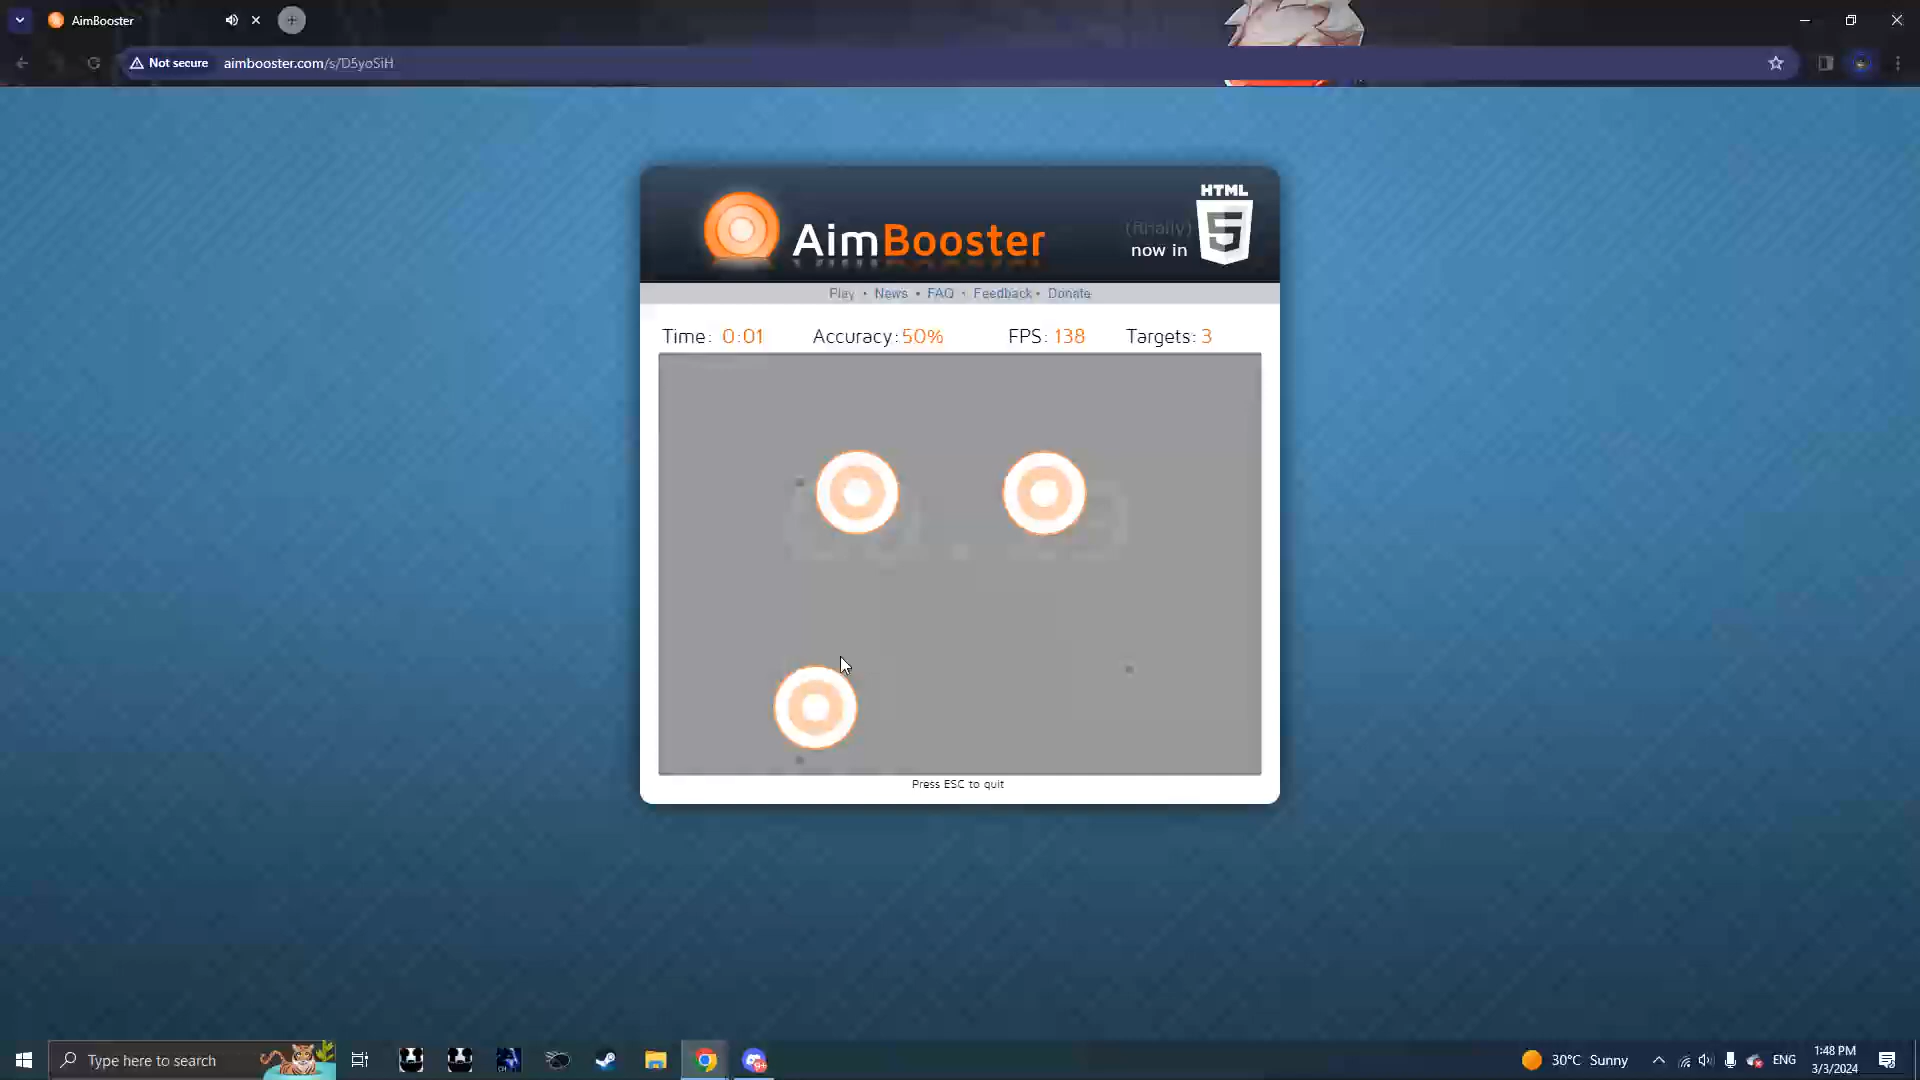 AimBooster
Not secure
aimbooster.com/s/D5yoSiH
HTML
5
AimBooster
(finally)
now in
Play • News • FAQ • Feedback • Donate
Time: 0:01 Accuracy: 50% FPS: 138 Targets: 3
Press ESC to quit
Type here to search
30°C Sunny
ENG
1:48 PM
3/3/2024